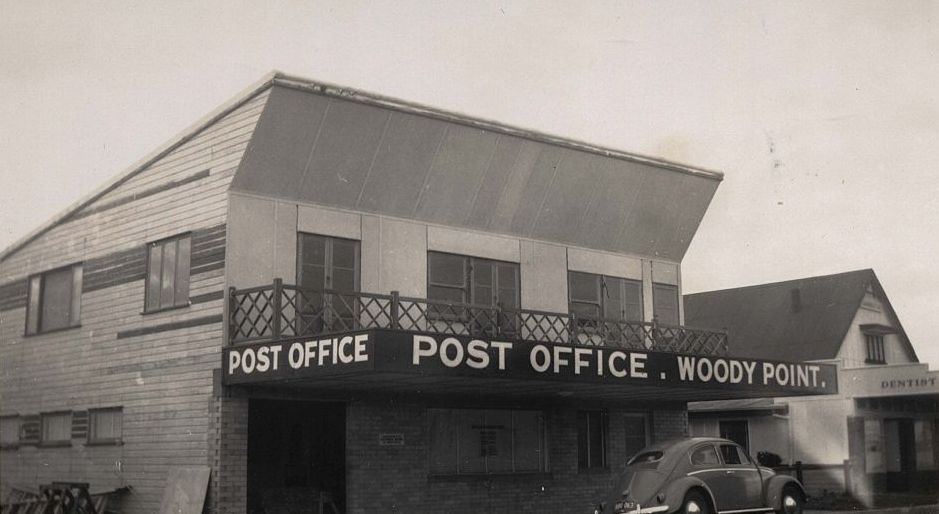 POST OFFICE
POST OFFICE . WOODY POINT.
DENTIST